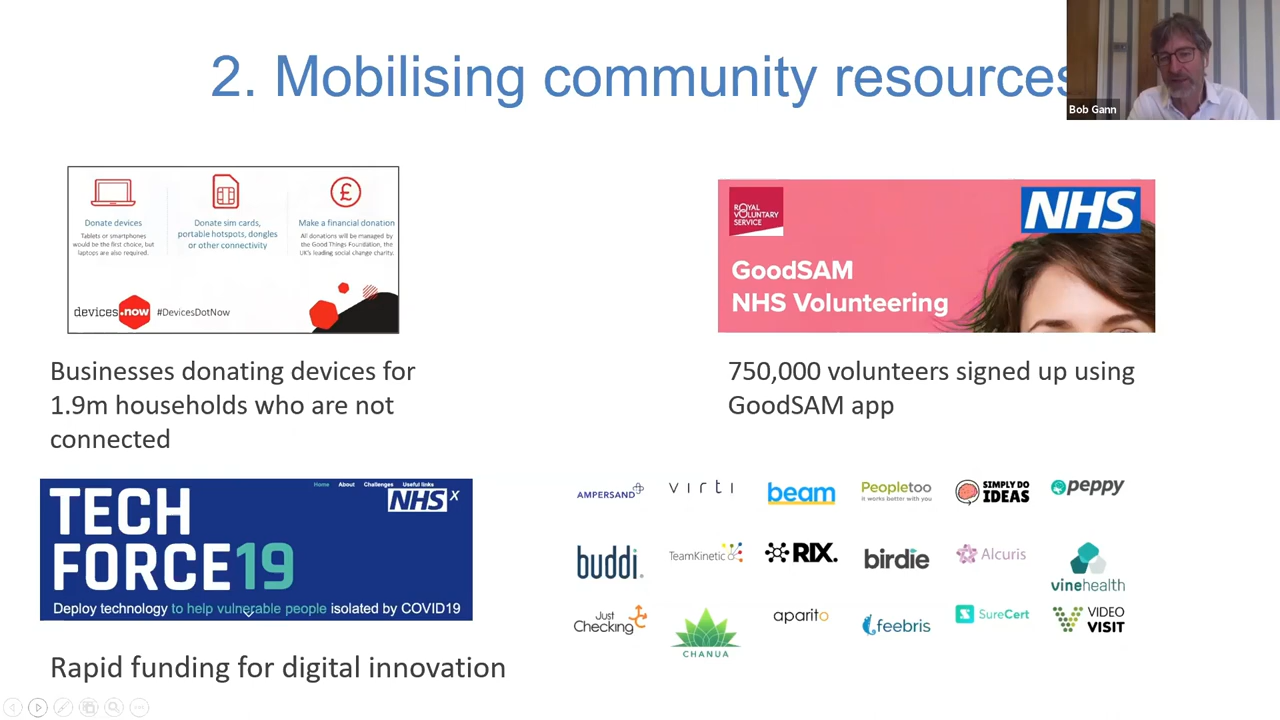 2. Mobilising community resources
Bob Gann
Donate devices
Tablets or smartphones
would be the first choice, but
laptops are also required.
Donate sim cards,
portable hotspots, dongles
or other connectivity
Make a financial donation
All donations will be managed by
the Good Things Foundation, the
UK's leading social change charity.
devices.now #DevicesDotNow
ROYAL
VOLUNTARY
SERVICE
NHS
GoodSAM
NHS Volunteering
Businesses donating devices for
1.9m households who are not
connected
750,000 volunteers signed up using
GoodSAM app
Home About Challenges Useful links
NHSX
TECH
FORCE19
Deploy technology to help vulnerable people isolated by COVID19
Rapid funding for digital innovation
AMPERSAND
virti
beam
Peopletoo
it works better with you
SIMPLY DO
IDEAS
peppy
buddi.
TeamKinetic
RIX.
birdie
Alcuris
vinehealth
Just
Checking
CHANUA
aparito
feebris
SureCert
VIDEO
VISIT